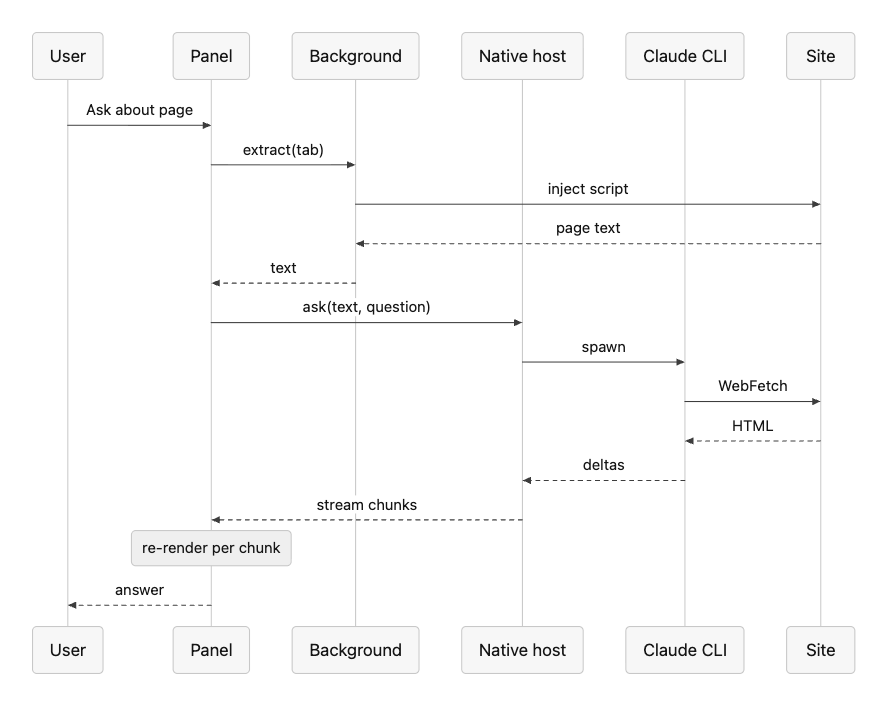 User
Panel
Background
Native host
Claude CLI
Site
Ask about page
extract(tab)
inject script
page text
text
ask(text, question)
spawn
WebFetch
HTML
deltas
stream chunks
re-render per chunk
answer
User
Panel
Background
Native host
Claude CLI
Site